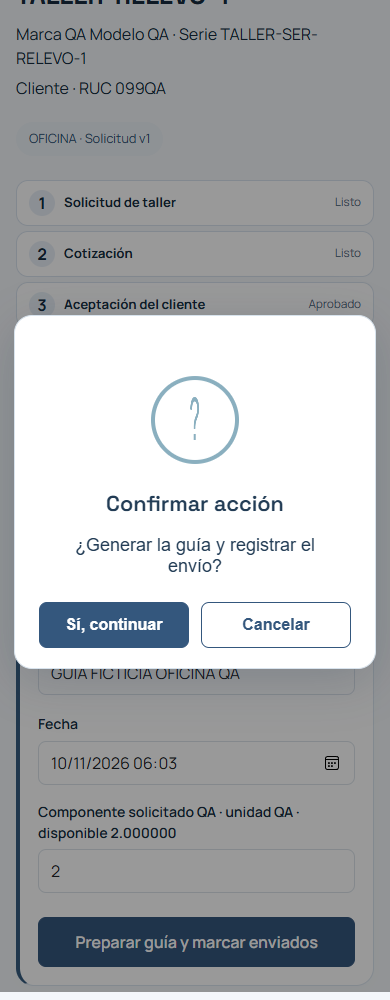 TALLER-RELEVO-1
Marca QA Modelo QA · Serie TALLER-SER-
RELEVO-1
Cliente · RUC 099QA
OFICINA · Solicitud v1
1 Solicitud de taller Listo
2 Cotización Listo
3 Aceptación del cliente Aprobado
?
Confirmar acción
¿Generar la guía y registrar el
envío?
Sí, continuar Cancelar
GUIA FICTICIA OFICINA QA
Fecha
10/11/2026 06:03
Componente solicitado QA · unidad QA ·
disponible 2.000000
2
Preparar guía y marcar enviados